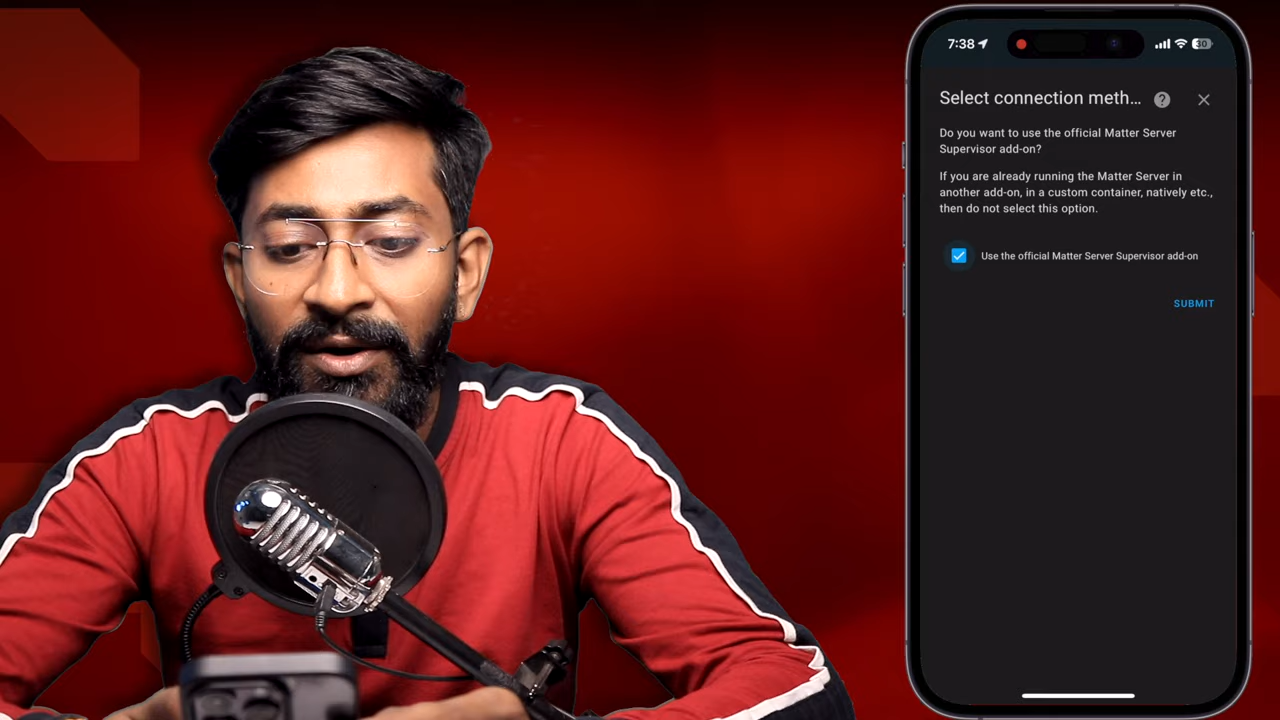 7:38
30
Select connection meth...
?
Do you want to use the official Matter Server
Supervisor add-on?
If you are already running the Matter Server in
another add-on, in a custom container, natively etc.,
then do not select this option.
Use the official Matter Server Supervisor add-on
SUBMIT